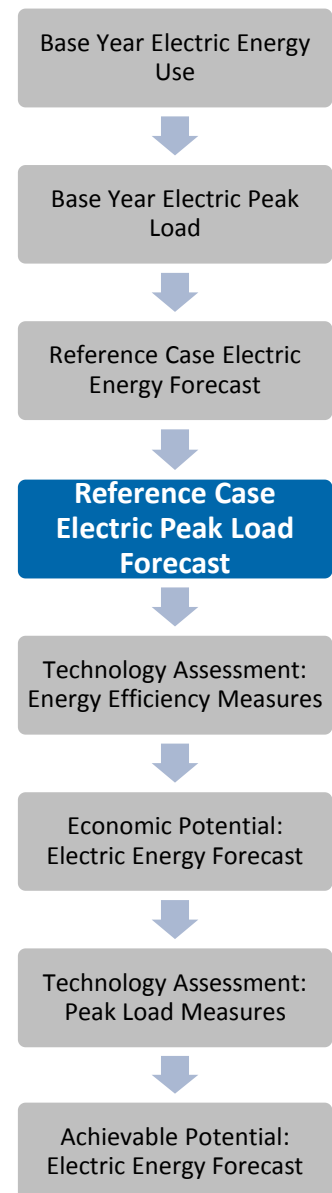 Base Year Electric Energy
Use
Base Year Electric Peak
Load
Reference Case Electric
Energy Forecast
Reference Case
Electric Peak Load
Forecast
Technology Assessment:
Energy Efficiency Measures
Economic Potential:
Electric Energy Forecast
Technology Assessment:
Peak Load Measures
Achievable Potential:
Electric Energy Forecast